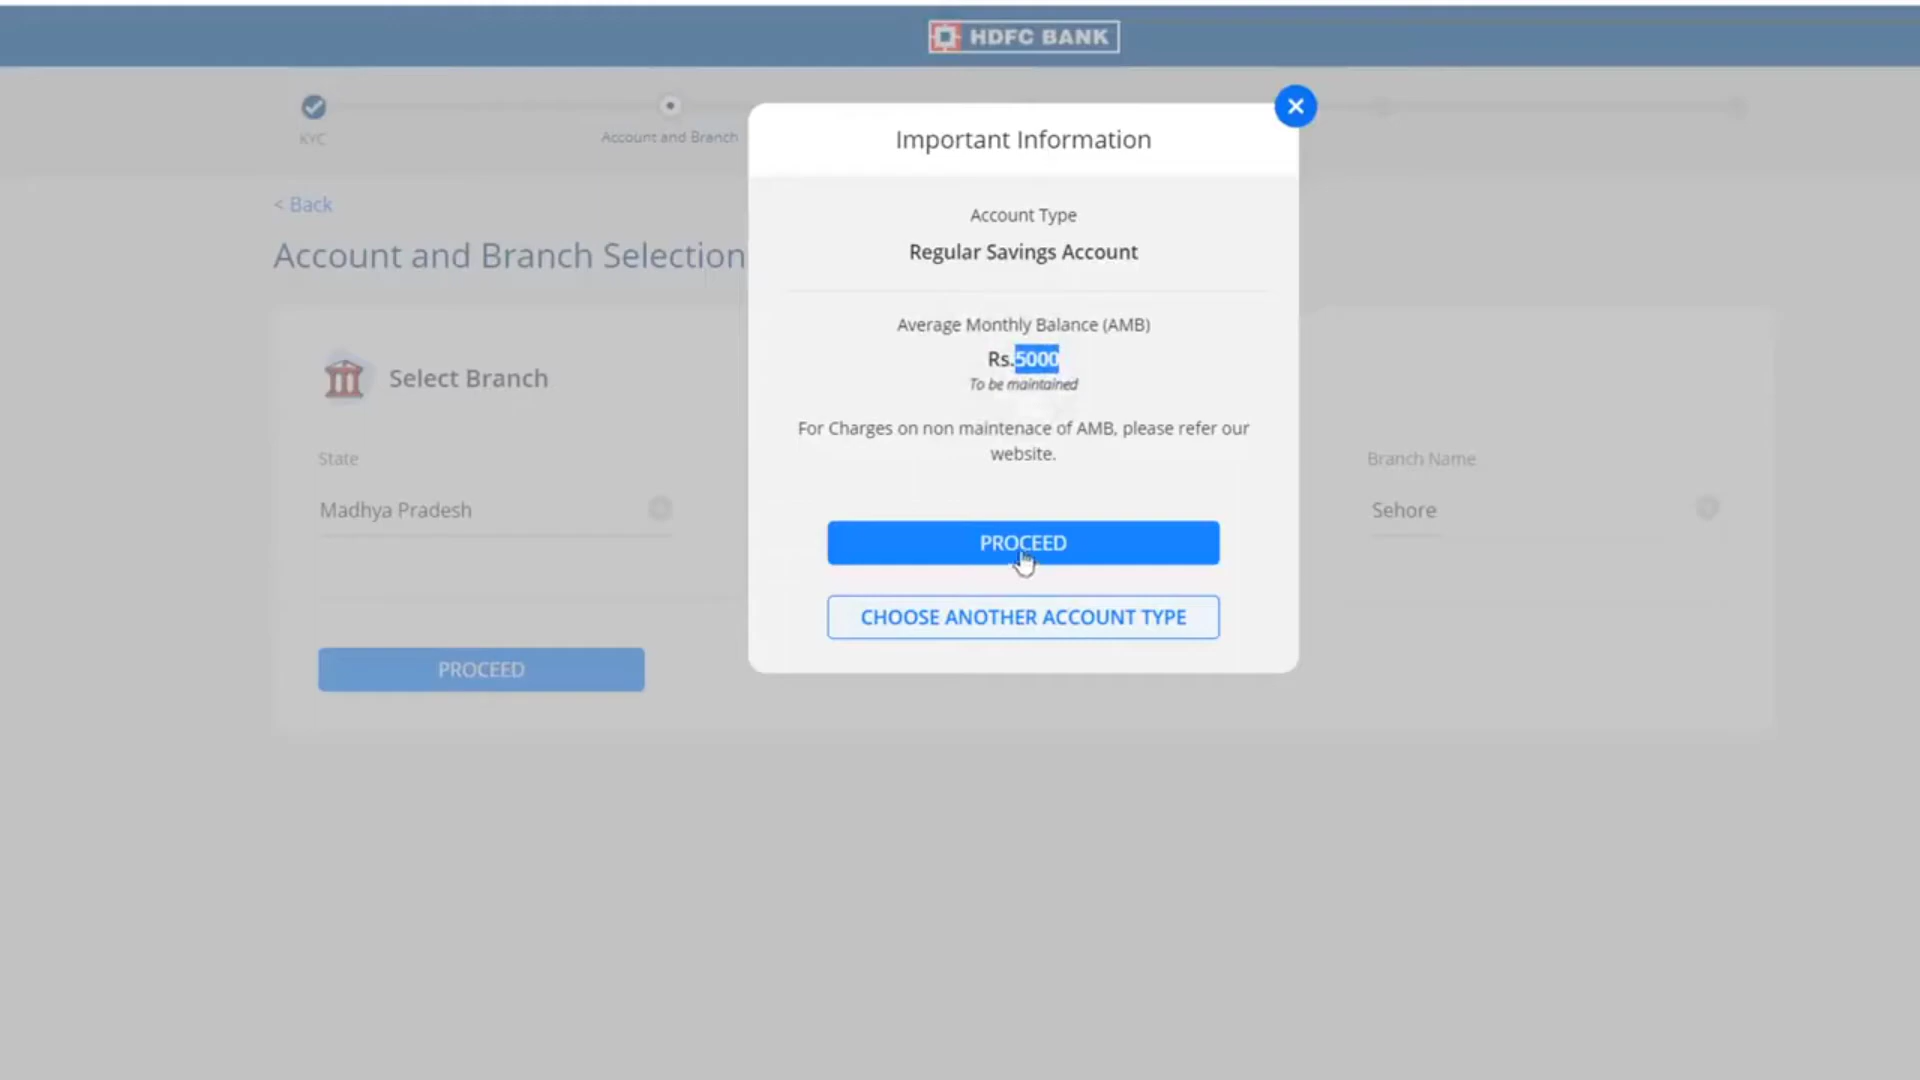 HDFC BANK
KYC
Account and Branch
< Back
Account and Branch Selection
Select Branch
State
Madhya Pradesh
Branch Name
Sehore
PROCEED
Important Information
Account Type
Regular Savings Account
Average Monthly Balance (AMB)
Rs.5000
To be maintained
For Charges on non maintenace of AMB, please refer our
website.
PROCEED
CHOOSE ANOTHER ACCOUNT TYPE